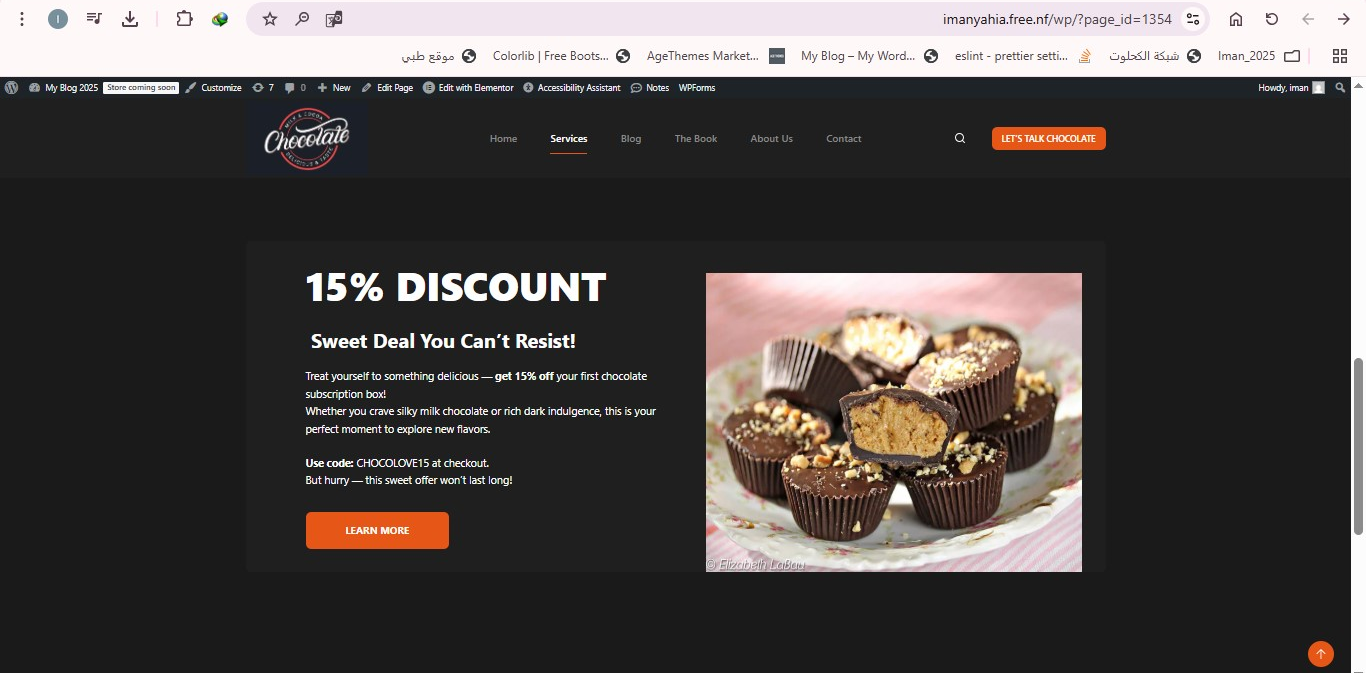 imanyahia.free.nf/wp/?page_id=1354
I
موقع طبي
Colorlib | Free Boots...
AgeThemes Market...
My Blog – My Word...
eslint - prettier setti...
شبكة الكحلوت
Iman_2025
My Blog 2025 Store coming soon Customize 7 0 New Edit Page Edit with Elementor Accessibility Assistant Notes WPForms Howdy, iman
MILK & COCOA
Chocolate
DELICIOUS & TASTE
Home Services Blog The Book About Us Contact LET'S TALK CHOCOLATE
15% DISCOUNT
Sweet Deal You Can’t Resist!
Treat yourself to something delicious — get 15% off your first chocolate
subscription box!
Whether you crave silky milk chocolate or rich dark indulgence, this is your
perfect moment to explore new flavors.
Use code: CHOCOLOVE15 at checkout.
But hurry — this sweet offer won’t last long!
LEARN MORE
© Elizabeth LaBau